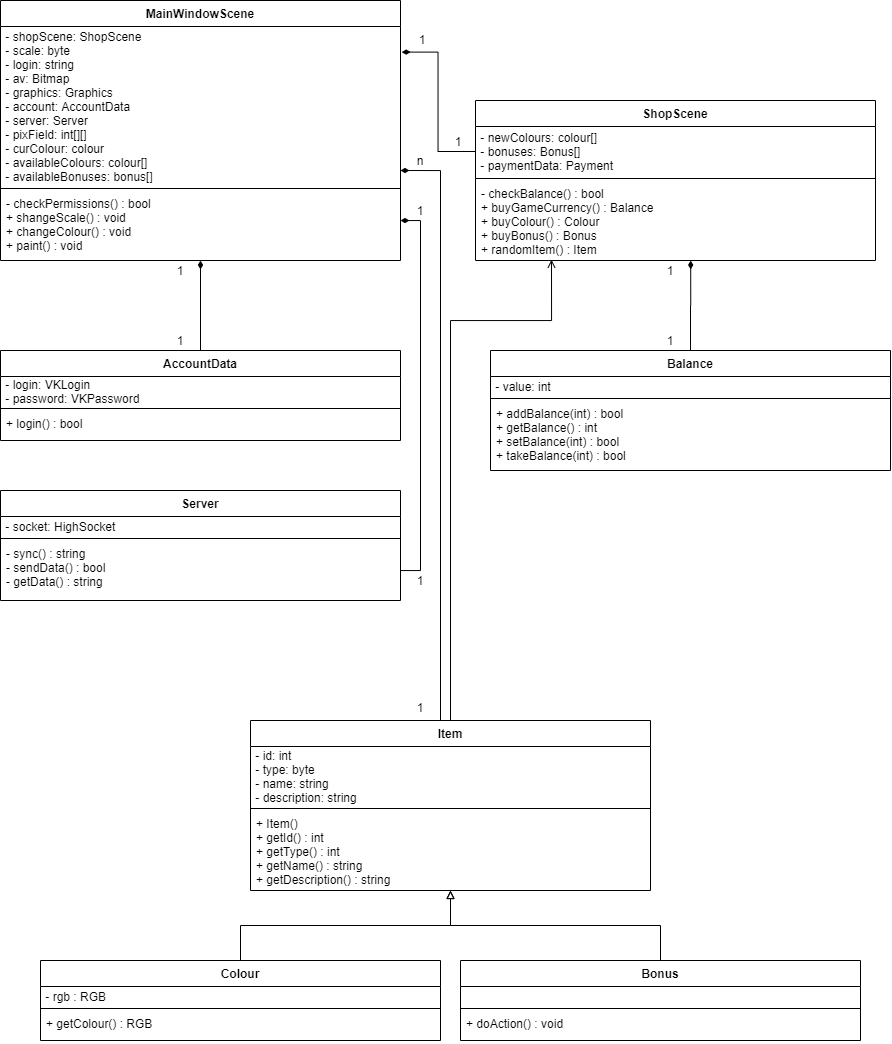 MainWindowScene
- shopScene: ShopScene
- scale: byte
- login: string
- av: Bitmap
- graphics: Graphics
- account: AccountData
- server: Server
- pixField: int[][]
- curColour: colour
- availableColours: colour[]
- availableBonuses: bonus[]
- checkPermissions() : bool
+ changeScale() : void
+ changeColour() : void
+ paint() : void
1
1
n
1
ShopScene
- newColours: colour[]
- bonuses: Bonus[]
- paymentData: Payment
- checkBalance() : bool
+ buyGameCurrency() : Balance
+ buyColour() : Colour
+ buyBonus() : Bonus
+ randomItem() : Item
1
1
1
1
AccountData
- login: VKLogin
- password: VKPassword
+ login() : bool
Balance
- value: int
+ addBalance(int) : bool
+ getBalance() : int
+ setBalance(int) : bool
+ takeBalance(int) : bool
Server
- socket: HighSocket
- sync() : string
- sendData() : bool
- getData() : string
1
1
Item
- id: int
- type: byte
- name: string
- description: string
+ Item()
+ getId() : int
+ getType() : int
+ getName() : string
+ getDescription() : string
Colour
- rgb : RGB
+ getColour() : RGB
Bonus
+ doAction() : void